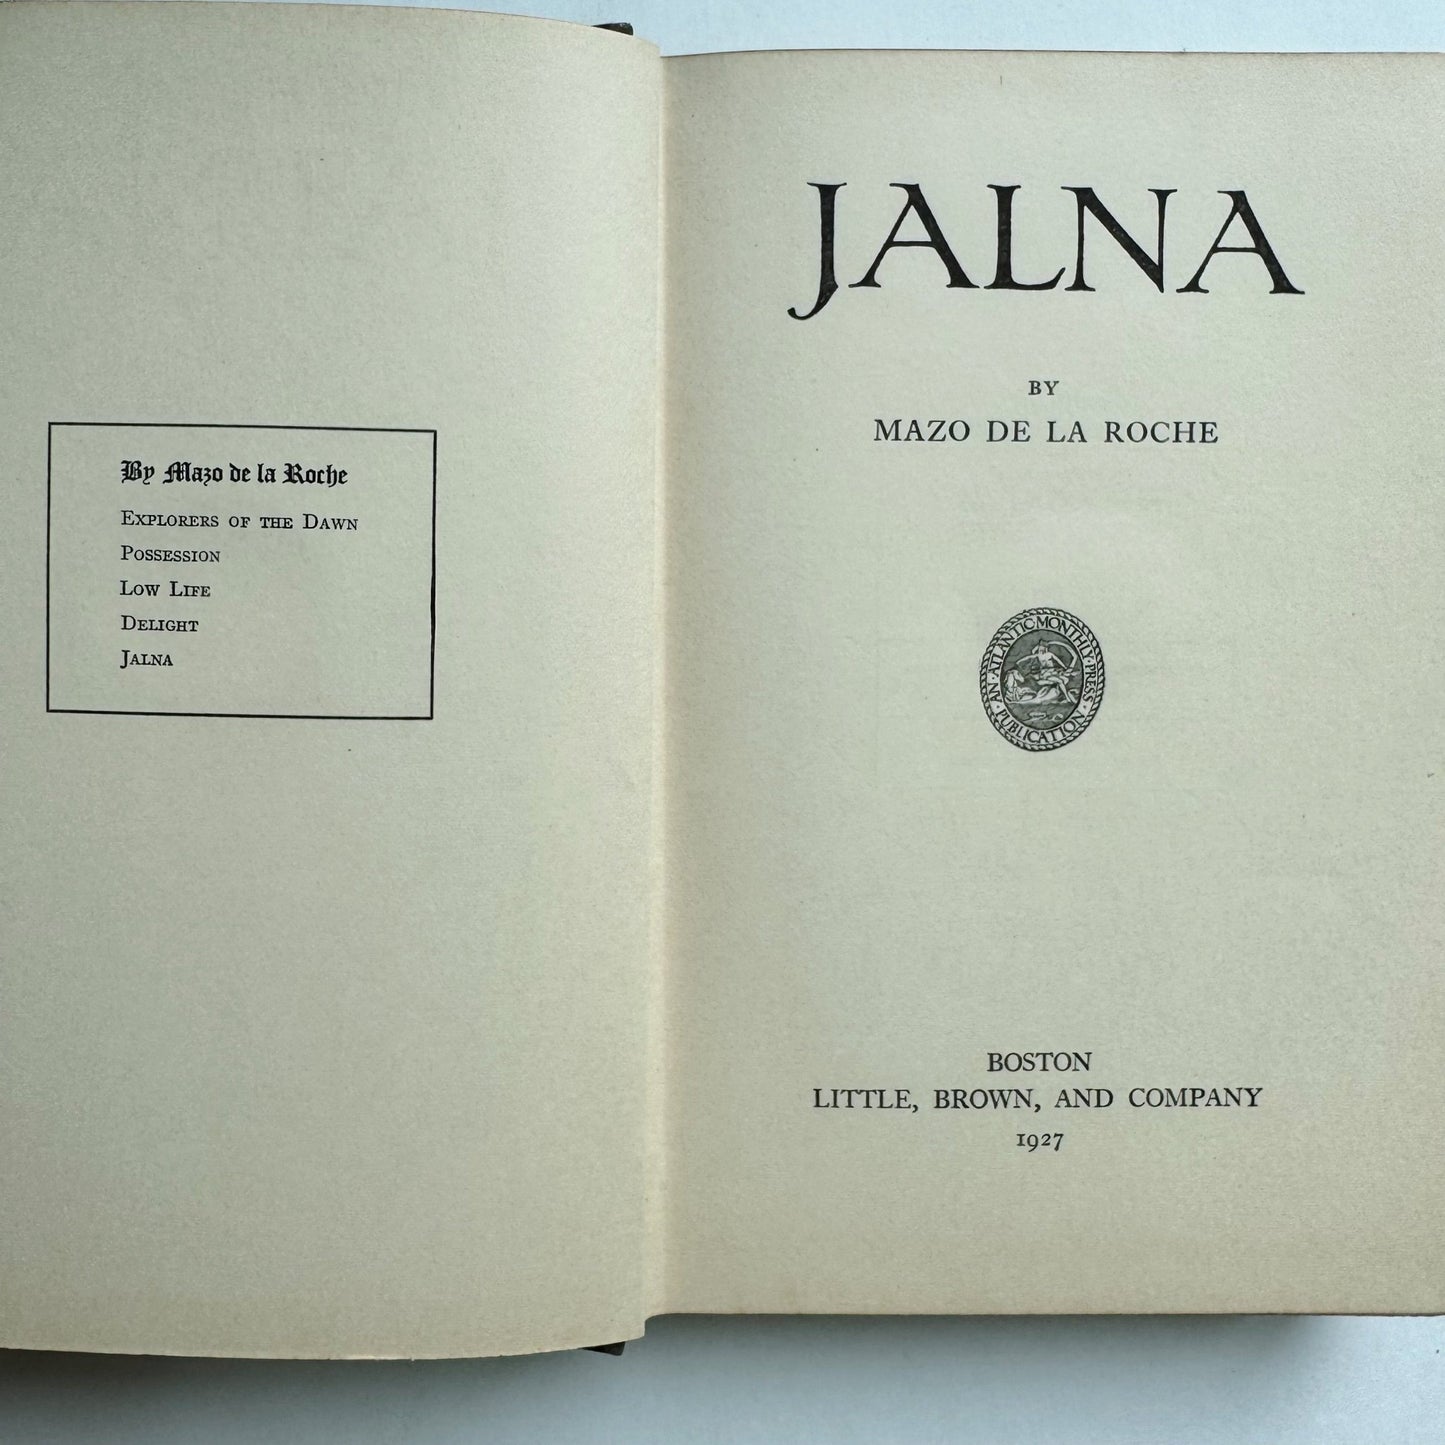 By Mazo de la Roche
EXPLORERS OF THE DAWN
POSSESSION
LOW LIFE
DELIGHT
JALNA
JALNA
BY
MAZO DE LA ROCHE
AN ATLANTIC MONTHLY PRESS
PUBLICATION
BOSTON
LITTLE, BROWN, AND COMPANY
1927